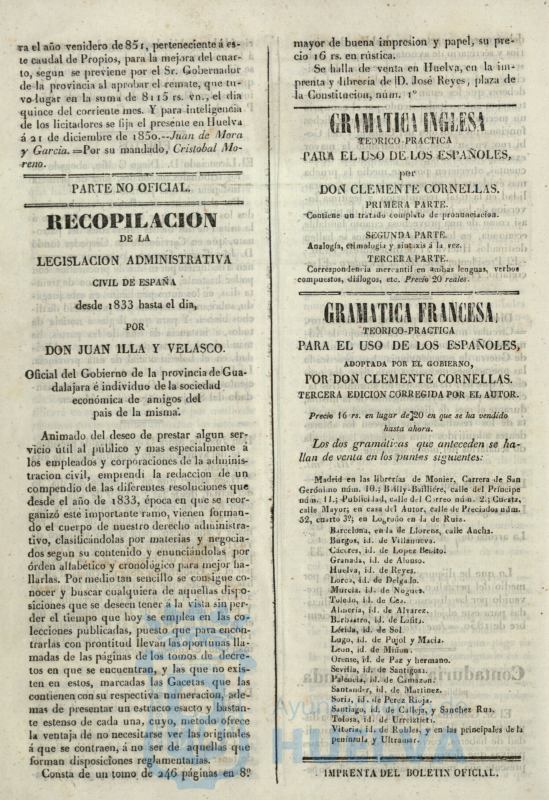 ra el año venidero de 851, perteneciente á es-
te caudal de Propios, para la mejora del cuar-
to, segun se previene por el Sr. Gobernador
de la provincia al aprobar el remate, que tu-
vo lugar en la suma de 8115 rs. vn., el dia
quince del corriente mes. Y para inteligencia
de los licitadores se fija el presente en Huelva
á 21 de diciembre de 1850.--Juan de Mora
y Garcia.=Por su mandado, Cristobal Mo-
reno.
PARTE NO OFICIAL.
RECOPILACION
DE LA
LEGISLACION ADMINISTRATIVA
CIVIL DE ESPAÑA
desde 1833 hasta el dia,
POR
DON JUAN ILLA Y VELASCO.
Oficial del Gobierno de la provincia de Gua-
dalajara é individuo de la sociedad
económica de amigos del
pais de la misma.
Animado del deseo de prestar algun ser-
vicio útil al público y mas especialmente á
los empleados y corporaciones de la adminis-
tracion civil, emprendí la redaccion de un
compendio de las diferentes resoluciones que
desde el año de 1833, época en que se reor-
ganizó este importante ramo, vienen forman-
do el cuerpo de nuestro derecho administra-
tivo, clasificándolas por materias y negocia-
dos segun su contenido y enunciándolas por
órden alfabético y cronológico para mejor ha-
llarlas. Por medio tan sencillo se consigue co-
nocer y buscar cualquiera de aquellas dispo-
siciones que se deseen tener á la vista sin per-
der el tiempo que hoy se emplea en las co-
lecciones publicadas, puesto que para encon-
trarlas con prontitud llevan las oportunas lla-
madas de las páginas de los tomos de decre-
tos en que se encuentran, y las que no exis-
ten en estos, marcadas las Gacetas que las
contienen con su respectiva numeracion, ade-
mas de presentar un estracto esacto y bastan-
te estenso de cada una, cuyo, metodo ofrece
la ventaja de no necesitarse ver las originales
á que se contraen, á no ser de aquellas que
forman disposiciones reglamentarias.
Consta de un tomo de 246 páginas en 8º
mayor de buena impresion y papel, su pre-
cio 16 rs. en rústica.
Se halla de venta en Huelva, en la im-
prenta y libreria de D. José Reyes, plaza de
la Constitucion, núm. 1º
GRAMATICA INGLESA
TEORICO-PRACTICA
PARA EL USO DE LOS ESPAÑOLES,
por
DON CLEMENTE CORNELLAS.
PRIMERA PARTE.
Contiene un tratado completo de pronunciacion.
SEGUNDA PARTE.
Analogía, etimologia y sintaxis á la vez.
TERCERA PARTE.
Correspondencia mercantil en ambas lenguas, verbos
compuestos, diálogos, etc. Precio 20 reales.
GRAMATICA FRANCESA,
TEORICO-PRACTICA
PARA EL USO DE LOS ESPAÑOLES,
ADOPTADA POR EL GOBIERNO,
POR DON CLEMENTE CORNELLAS.
TERCERA EDICION CORREGIDA POR EL AUTOR.
Precio 16 rs. en lugar de 20 en que se ha vendido
hasta ahora.
Los dos gramáticas que anteceden se ha-
llan de venta en los puntos siguientes:
Madrid en las librerías de Monier, Carrera de San
Gerónimo núm. 10.; Bailly-Bailliére, calle del Príncipe
núm. 11.; Publicidad, calle del Correo núm. 2.; Cuesta,
calle Mayor; en casa del Autor, calle de Preciados núm.
52, cuarto 3º; en Logroño en la de Ruiz.
Barcelona, en la de Llorens, calle Ancha.
Burgos, id. de Villanueva.
Cáceres, id. de Lopez Benito.
Granada, id. de Alonso.
Huelva, id. de Reyes.
Lorca, id. de Delgado.
Murcia, id. de Nogues.
Toledo, id. de Cea.
Almeria, id. de Alvarez.
Barbastro, id. de Lafita.
Lérida, id. de Sol.
Lugo, id. de Pujol y Macia.
Leon, id. de Miñon.
Orense, id. de Paz y hermano.
Sevilla, id. de Santigosa.
Palencia, id. de Camazon.
Santander, id. de Martinez.
Soria, id. de Perez Rioja.
Santiago, id. de Calleja, y Sanchez Rua.
Tolosa, id. de
Vitoria, id. de Robles, y en las principales de la
península y Ultramar.
IMPRENTA DEL BOLETIN OFICIAL.
HUELVA